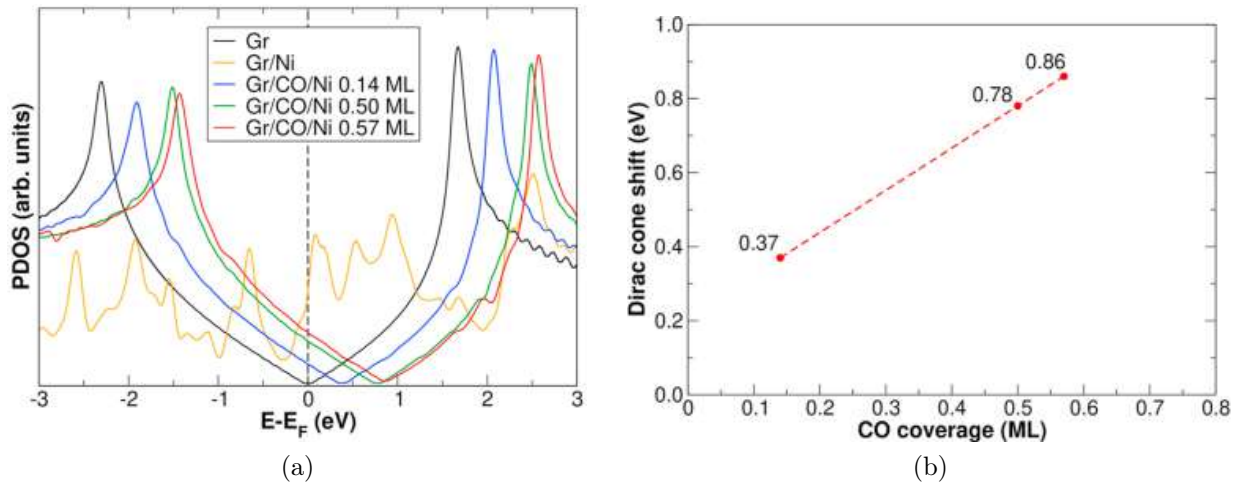 PDOS (arb. units)
Gr
Gr/Ni
Gr/CO/Ni 0.14 ML
Gr/CO/Ni 0.50 ML
Gr/CO/Ni 0.57 ML
-3 -2 -1 0 1 2 3
E-E_F (eV)
(a)
Dirac cone shift (eV)
1.0
0.8
0.6
0.4
0.2
0.0
0.86
0.78
0.37
0 0.1 0.2 0.3 0.4 0.5 0.6 0.7 0.8
CO coverage (ML)
(b)